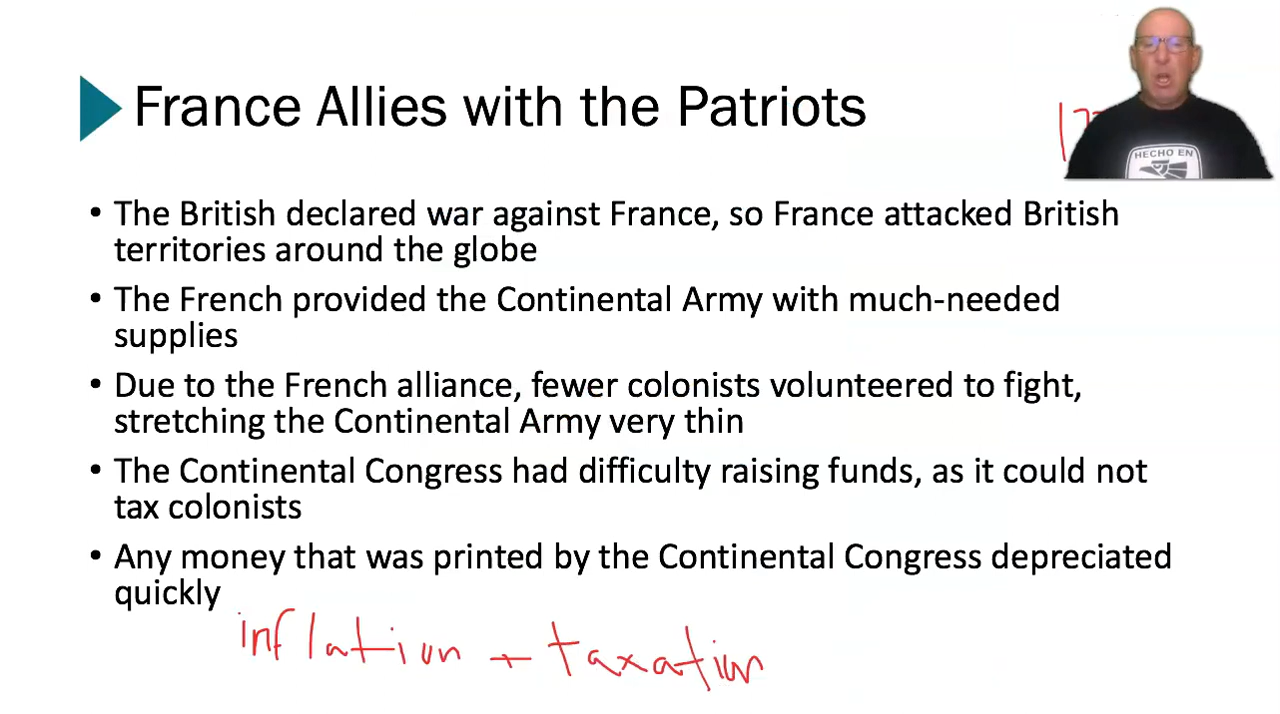 France Allies with the Patriots
HECHO EN
• The British declared war against France, so France attacked British
territories around the globe
• The French provided the Continental Army with much-needed
supplies
• Due to the French alliance, fewer colonists volunteered to fight,
stretching the Continental Army very thin
• The Continental Congress had difficulty raising funds, as it could not
tax colonists
• Any money that was printed by the Continental Congress depreciated
quickly
inflation + taxation